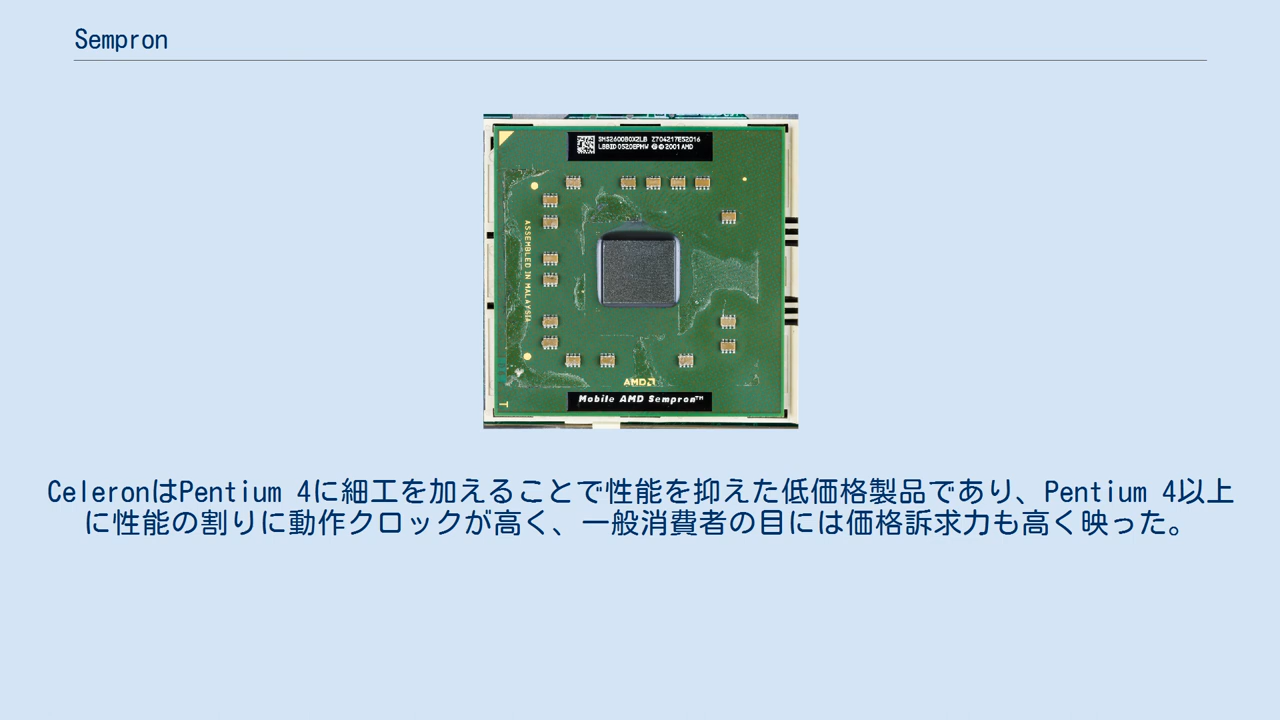 Sempron
SMS2600BOX2LB Z704217E52016
LBBID 0520EPMW © © 2001 AMD
ASSEMBLED IN MALAYSIA
AMD
Mobile AMD Sempron™
CeleronはPentium 4に細工を加えることで性能を抑えた低価格製品であり、Pentium 4以上
に性能の割りに動作クロックが高く、一般消費者の目には価格訴求力も高く映った。